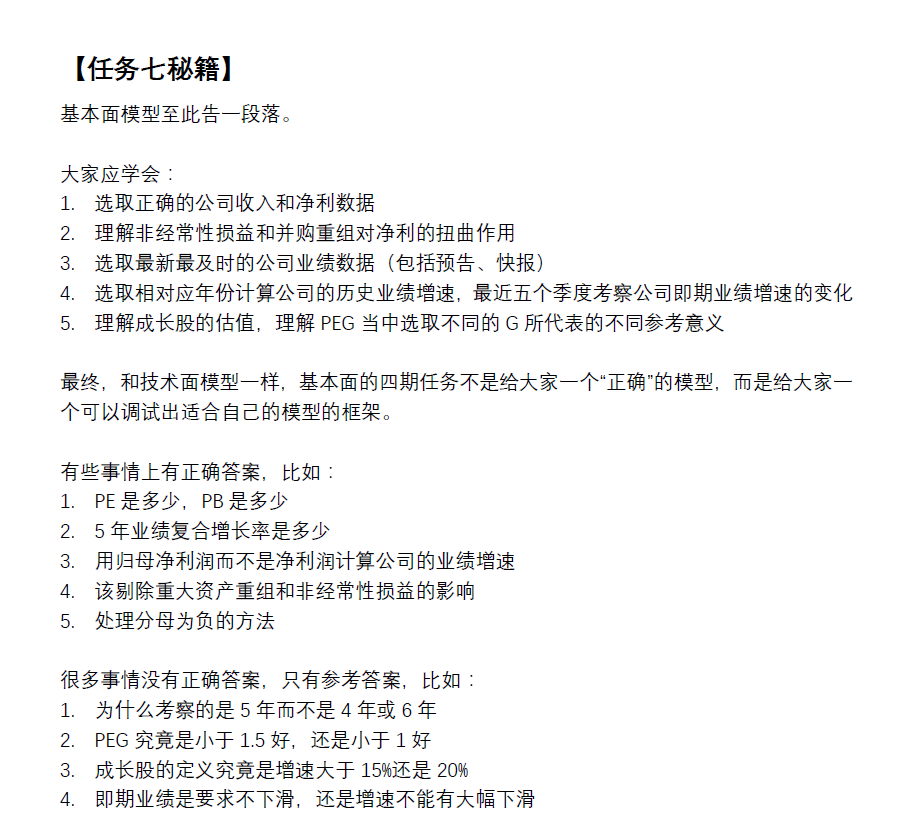 【任务七秘籍】
基本面模型至此告一段落。
大家应学会：
1. 选取正确的公司收入和净利数据
2. 理解非经常性损益和并购重组对净利的扭曲作用
3. 选取最新最及时的公司业绩数据（包括预告、快报）
4. 选取相对应年份计算公司的历史业绩增速，最近五个季度考察公司即期业绩增速的变化
5. 理解成长股的估值，理解 PEG 当中选取不同的 G 所代表的不同参考意义
最终，和技术面模型一样，基本面的四期任务不是给大家一个“正确”的模型，而是给大家一
个可以调试出适合自己的模型的框架。
有些事情上有正确答案，比如：
1. PE 是多少，PB 是多少
2. 5 年业绩复合增长率是多少
3. 用归母净利润而不是净利润计算公司的业绩增速
4. 该剔除重大资产重组和非经常性损益的影响
5. 处理分母为负的方法
很多事情没有正确答案，只有参考答案，比如：
1. 为什么考察的是 5 年而不是 4 年或 6 年
2. PEG 究竟是小于 1.5 好，还是小于 1 好
3. 成长股的定义究竟是增速大于 15%还是 20%
4. 即期业绩是要求不下滑，还是增速不能有大幅下滑